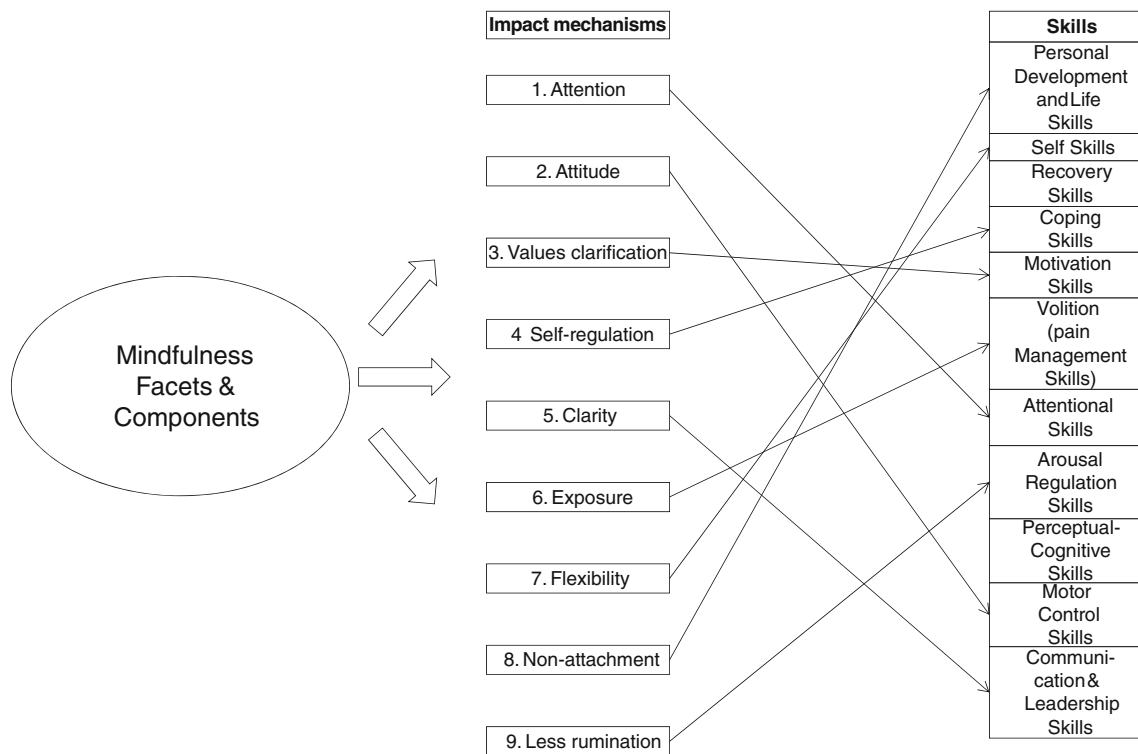 Impact mechanisms
1. Attention
2. Attitude
3. Values clarification
4 Self-regulation
5. Clarity
6. Exposure
7. Flexibility
8. Non-attachment
9. Less rumination
Mindfulness
Facets &
Components
Skills
Personal
Development
and Life
Skills
Self Skills
Recovery
Skills
Coping
Skills
Motivation
Skills
Volition
(pain
Management
Skills)
Attentional
Skills
Arousal
Regulation
Skills
Perceptual-
Cognitive
Skills
Motor
Control
Skills
Communi-
cation &
Leadership
Skills